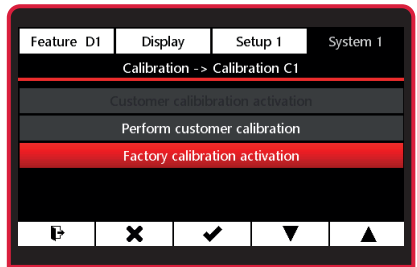 Feature D1 Display Setup 1 System 1
Calibration -> Calibration C1
Customer calibibration activation
Perform customer calibration
Factory calibration activation